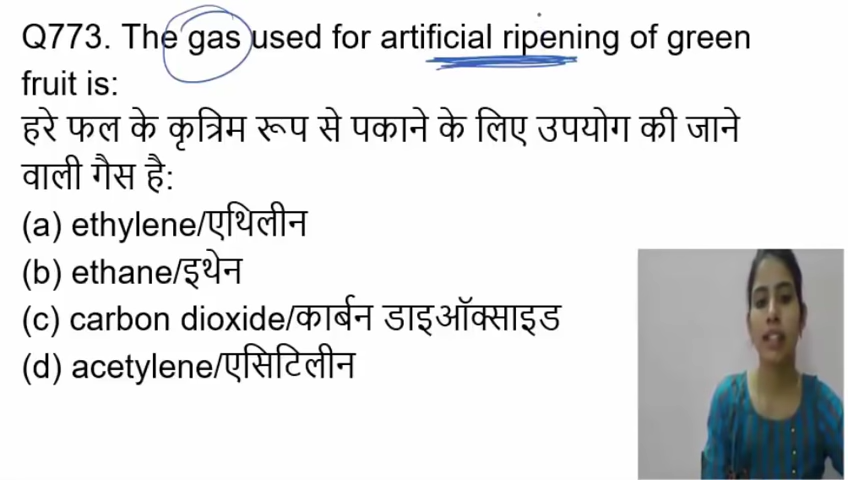 Q773. The gas used for artificial ripening of green
fruit is:
हरे फल के कृत्रिम रूप से पकाने के लिए उपयोग की जाने
वाली गैस है:
(a) ethylene/एथिलीन
(b) ethane/इथेन
(c) carbon dioxide/कार्बन डाइऑक्साइड
(d) acetylene/एसिटिलीन